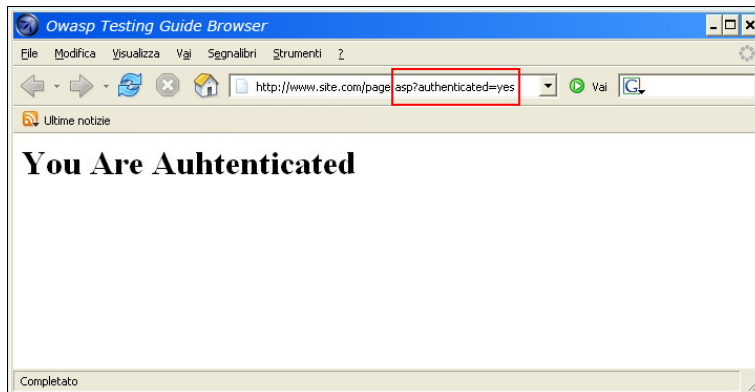 Owasp Testing Guide Browser
File Modifica Visualizza Vai Segnalibri Strumenti ?
http://www.site.com/page.asp?authenticated=yes Vai G
Ultime notizie
You Are Auhtenticated
Completato